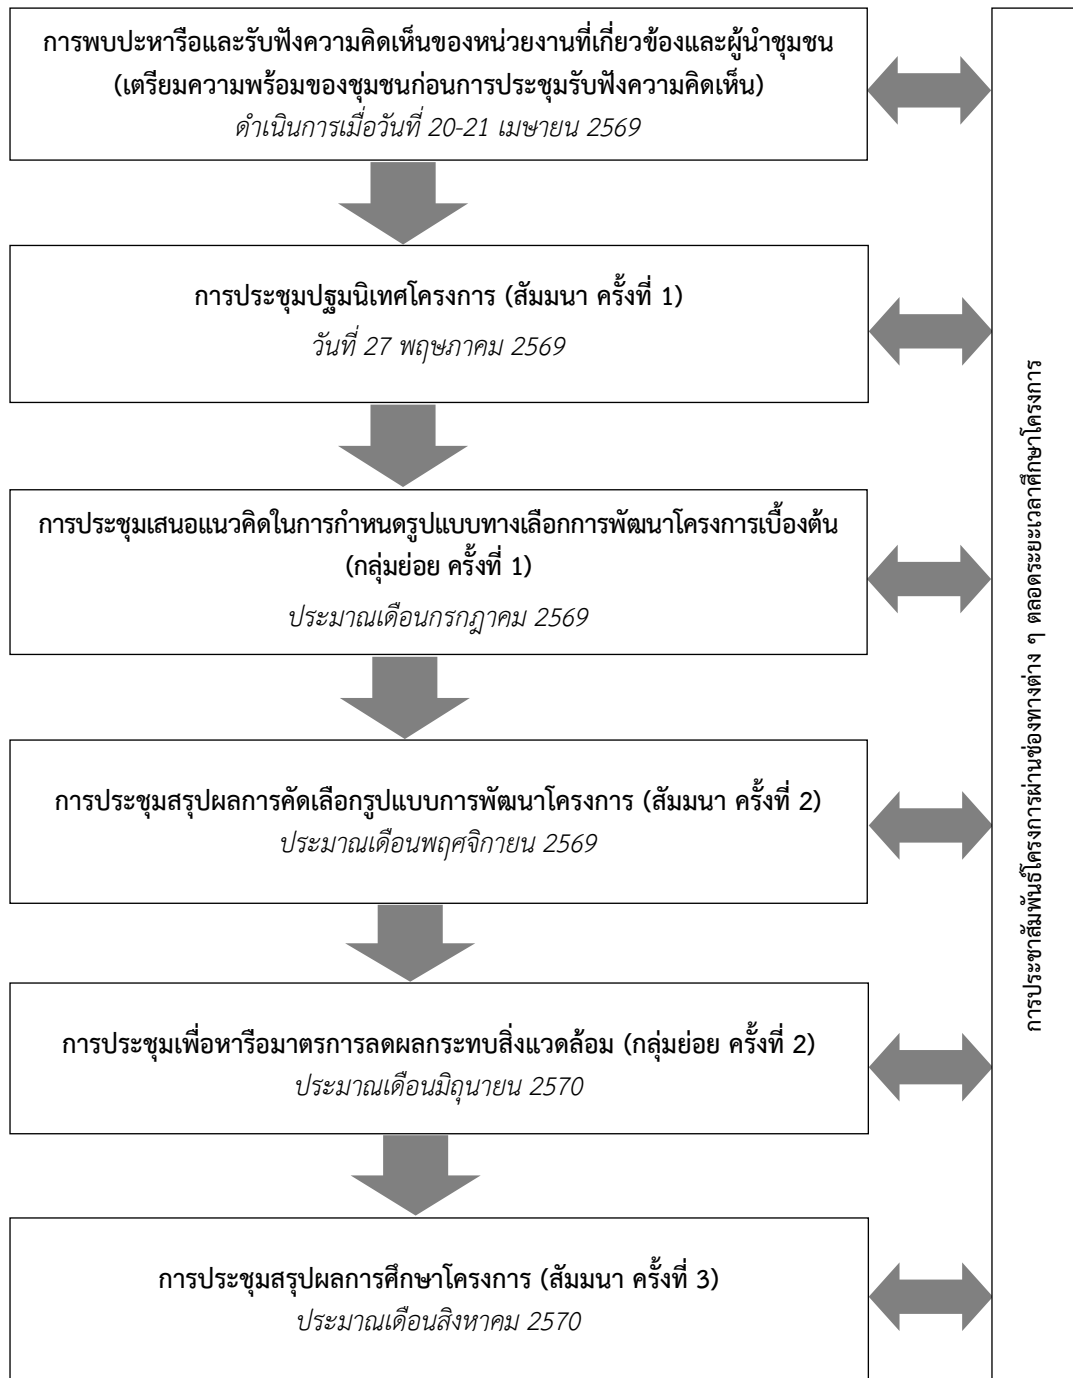 การพบปะหารือและรับฟังความคิดเห็นของหน่วยงานที่เกี่ยวข้องและผู้นำชุมชน
(เตรียมความพร้อมของชุมชนก่อนการประชุมรับฟังความคิดเห็น)
ดำเนินการเมื่อวันที่ 20-21 เมษายน 2569
การประชุมปฐมนิเทศโครงการ (สัมมนา ครั้งที่ 1)
วันที่ 27 พฤษภาคม 2569
การประชุมเสนอแนวคิดในการกำหนดรูปแบบทางเลือกการพัฒนาโครงการเบื้องต้น
(กลุ่มย่อย ครั้งที่ 1)
ประมาณเดือนกรกฎาคม 2569
การประชุมสรุปผลการคัดเลือกรูปแบบการพัฒนาโครงการ (สัมมนา ครั้งที่ 2)
ประมาณเดือนพฤศจิกายน 2569
การประชุมเพื่อหารือมาตรการลดผลกระทบสิ่งแวดล้อม (กลุ่มย่อย ครั้งที่ 2)
ประมาณเดือนมิถุนายน 2570
การประชุมสรุปผลการศึกษาโครงการ (สัมมนา ครั้งที่ 3)
ประมาณเดือนสิงหาคม 2570
การประชาสัมพันธ์โครงการผ่านช่องทางต่าง ๆ ตลอดระยะเวลาศึกษาโครงการ